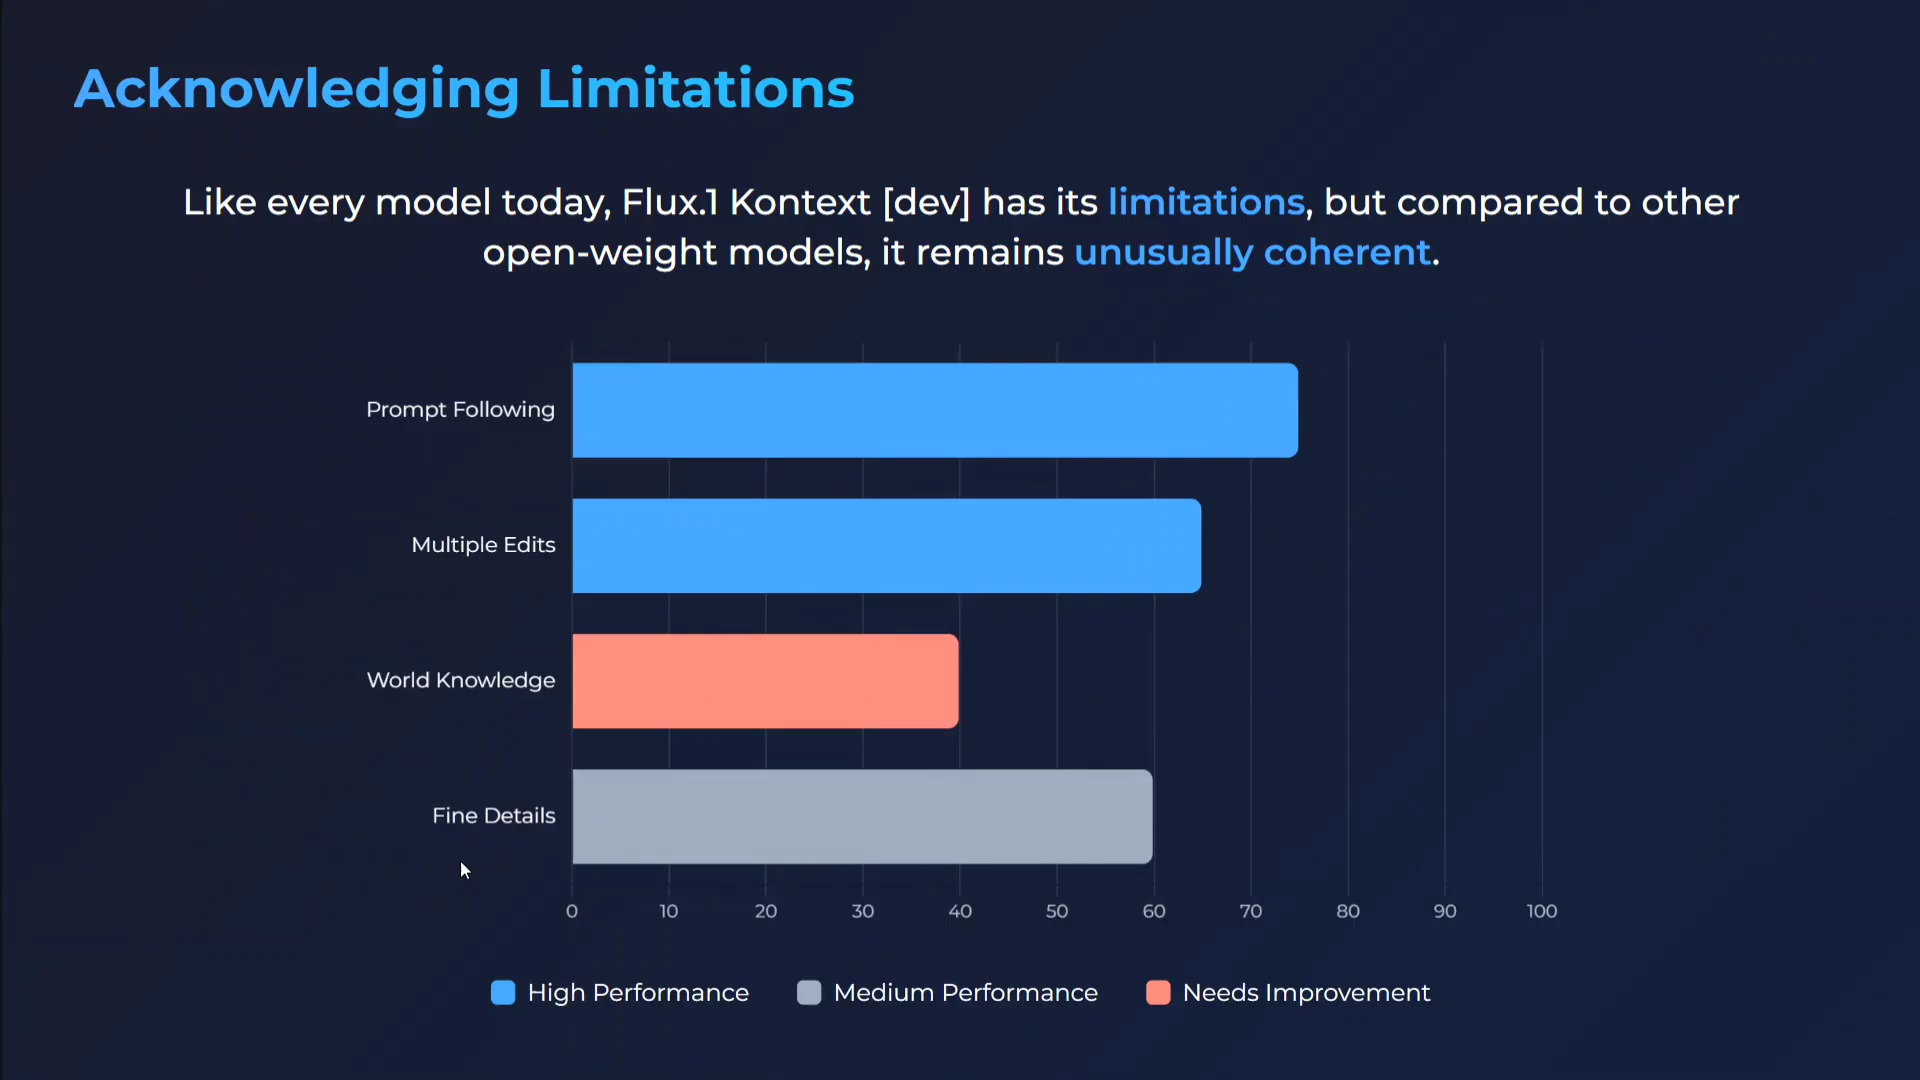 Acknowledging Limitations
Like every model today, Flux.1 Kontext [dev] has its limitations, but compared to other
open-weight models, it remains unusually coherent.
Prompt Following
Multiple Edits
World Knowledge
Fine Details
0 10 20 30 40 50 60 70 80 90 100
High Performance Medium Performance Needs Improvement